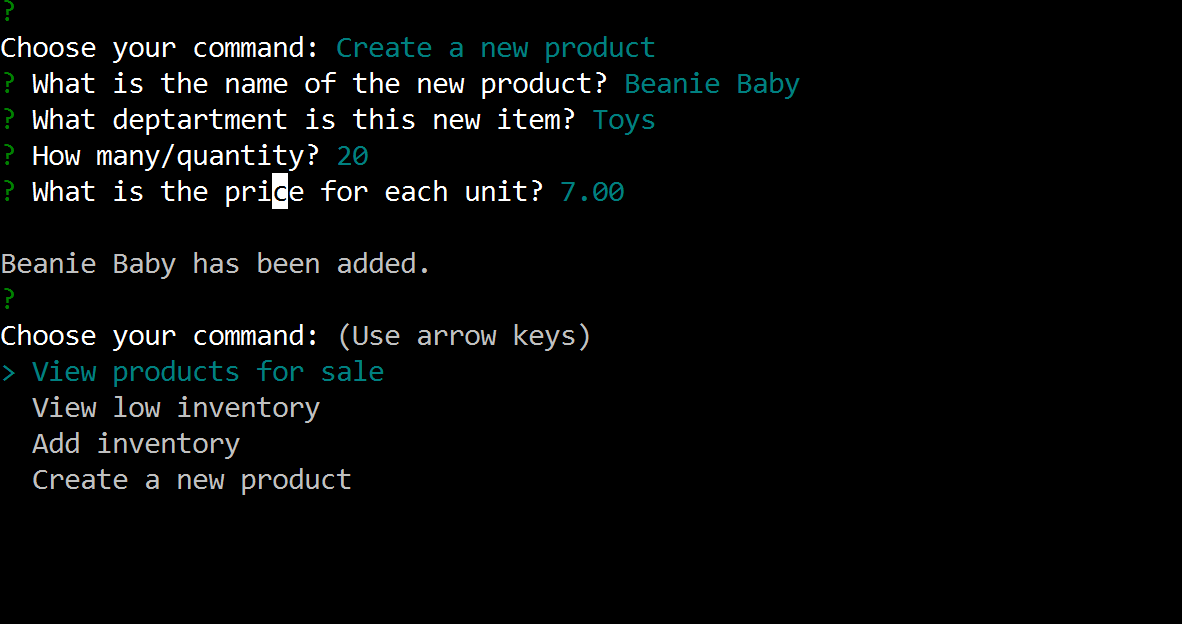 ?
Choose your command: Create a new product
? What is the name of the new product? Beanie Baby
? What deptartment is this new item? Toys
? How many/quantity? 20
? What is the price for each unit? 7.00
Beanie Baby has been added.
?
Choose your command: (Use arrow keys)
> View products for sale
View low inventory
Add inventory
Create a new product